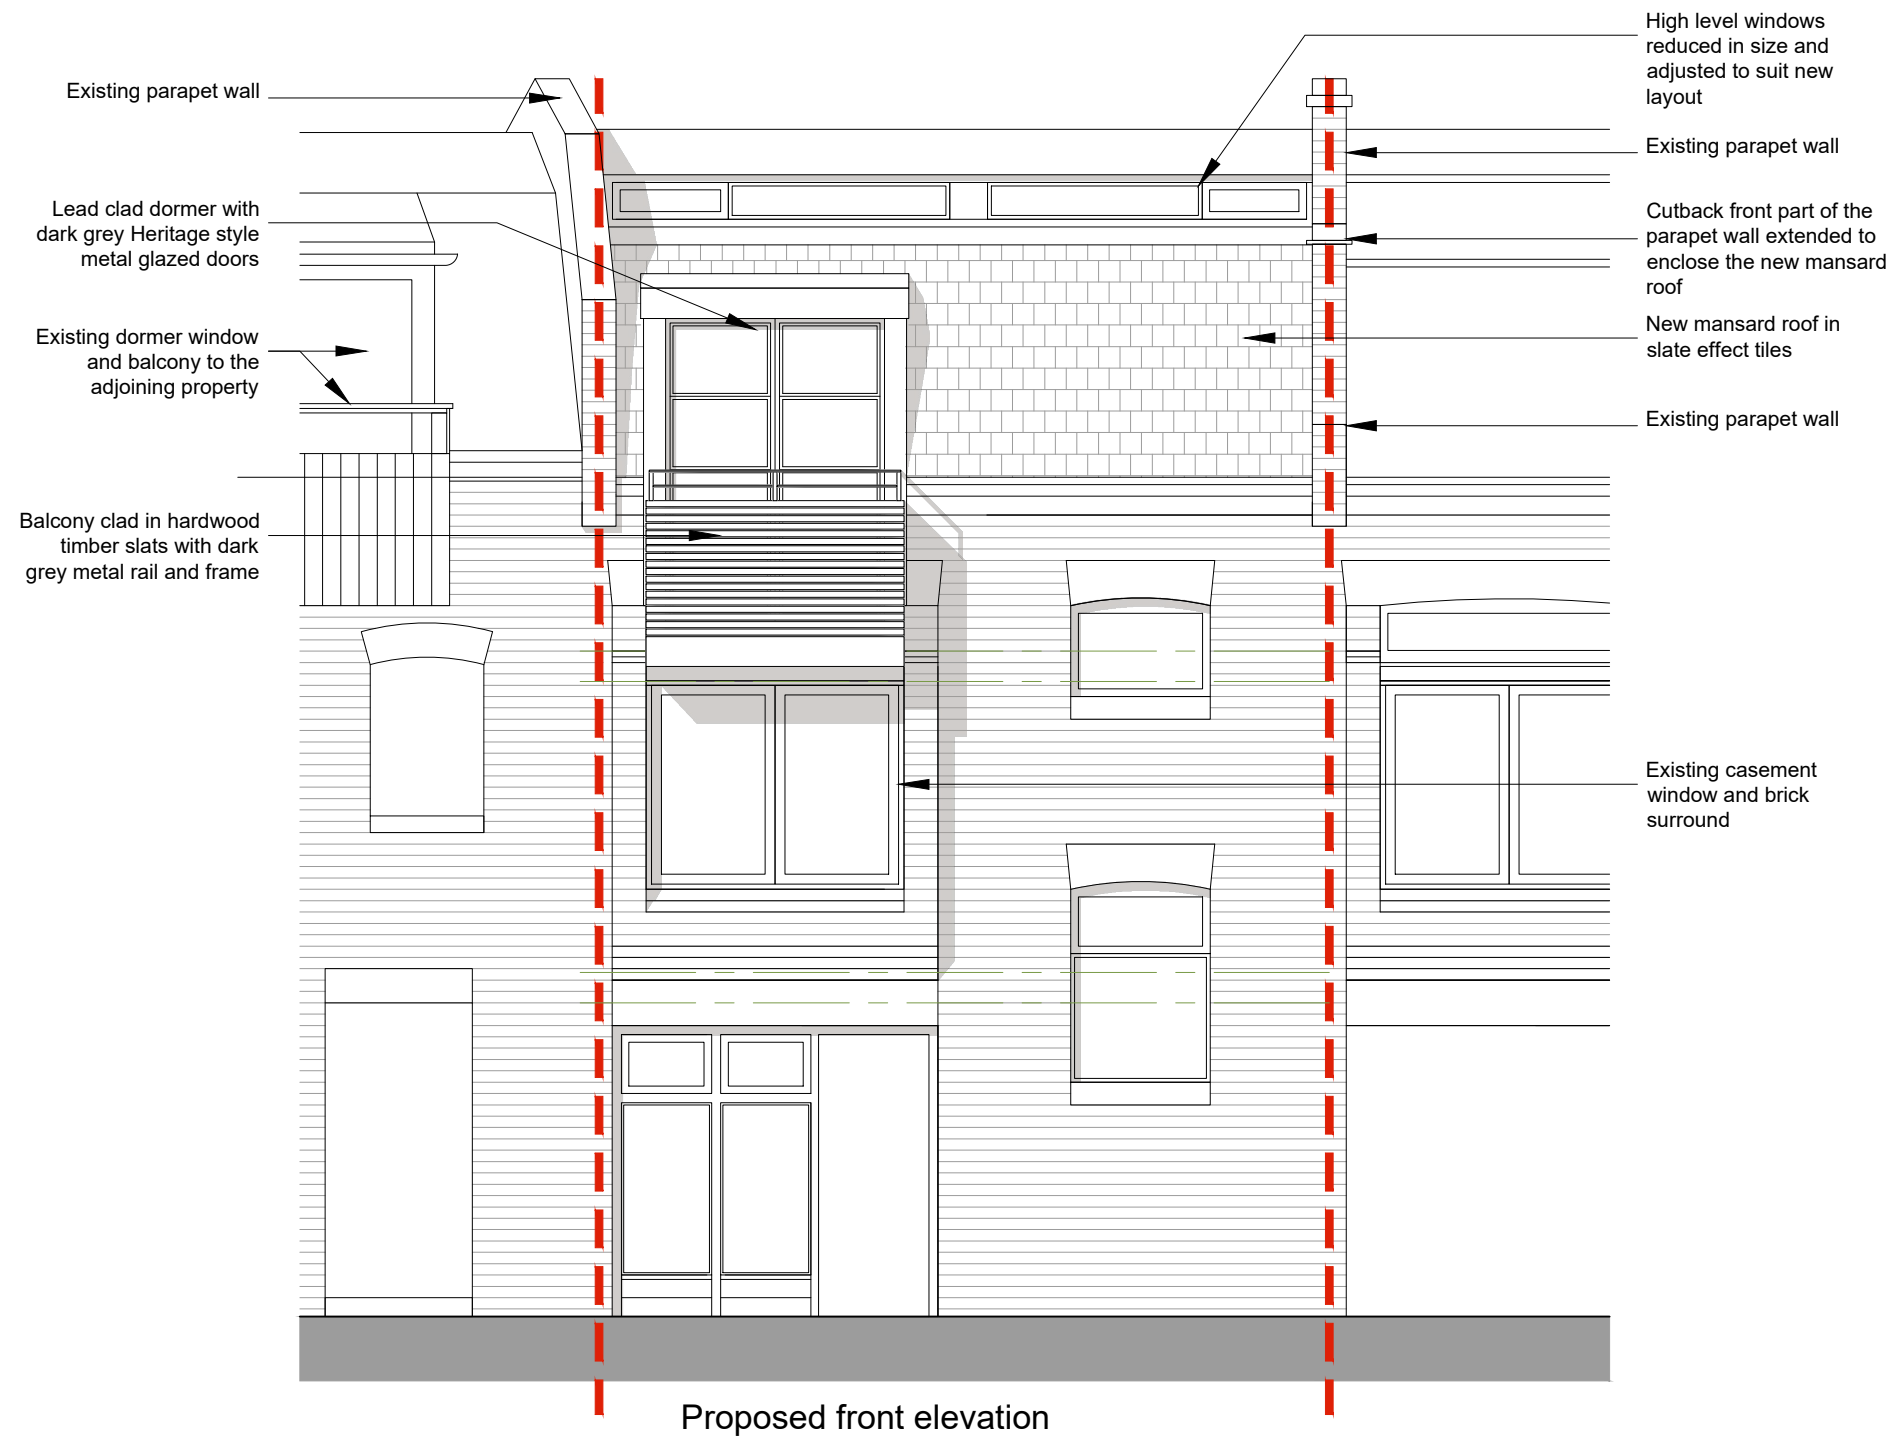 Existing parapet wall
Lead clad dormer with
dark grey Heritage style
metal glazed doors
Existing dormer window
and balcony to the
adjoining property
Balcony clad in hardwood
timber slats with dark
grey metal rail and frame
High level windows
reduced in size and
adjusted to suit new
layout
Existing parapet wall
Cutback front part of the
parapet wall extended to
enclose the new mansard
roof
New mansard roof in
slate effect tiles
Existing parapet wall
Existing casement
window and brick
surround
Proposed front elevation